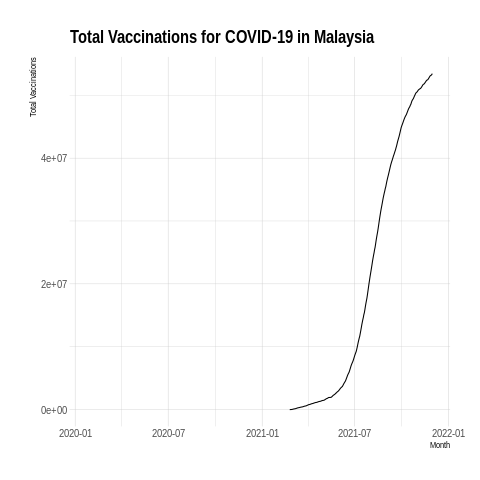 Total Vaccinations for COVID-19 in Malaysia
Total Vaccinations
4e+07
2e+07
0e+00
2020-01 2020-07 2021-01 2021-07 2022-01
Month